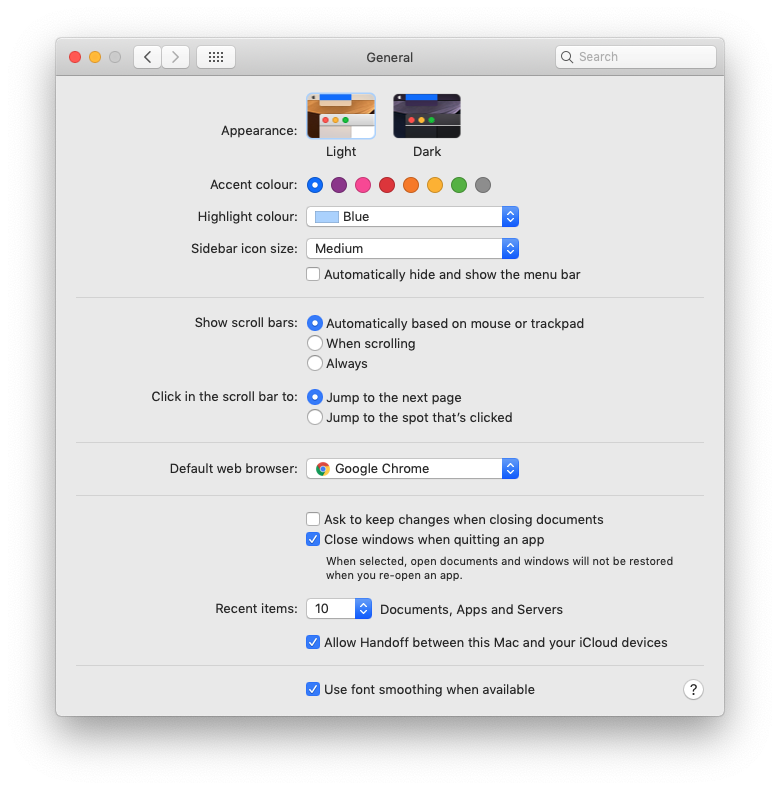 General
Search
Appearance:
Light
Dark
Accent colour:
Highlight colour: Blue
Sidebar icon size: Medium
Automatically hide and show the menu bar
Show scroll bars: Automatically based on mouse or trackpad
When scrolling
Always
Click in the scroll bar to: Jump to the next page
Jump to the spot that’s clicked
Default web browser: Google Chrome
Ask to keep changes when closing documents
Close windows when quitting an app
When selected, open documents and windows will not be restored
when you re-open an app.
Recent items: 10 Documents, Apps and Servers
Allow Handoff between this Mac and your iCloud devices
Use font smoothing when available ?